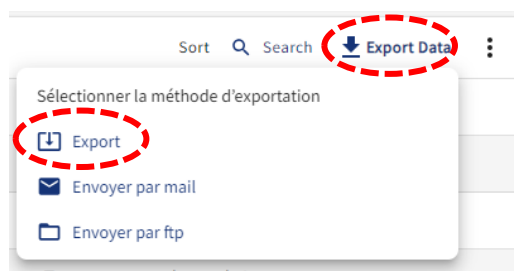 Sort Search Export Data
Sélectionner la méthode d'exportation
Export
Envoyer par mail
Envoyer par ftp